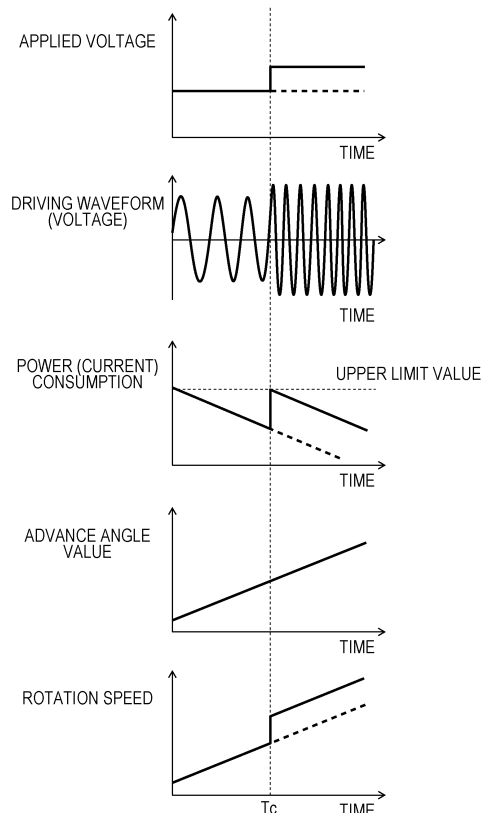 APPLIED VOLTAGE
TIME
DRIVING WAVEFORM
(VOLTAGE)
TIME
POWER (CURRENT)
CONSUMPTION
UPPER LIMIT VALUE
TIME
ADVANCE ANGLE
VALUE
TIME
ROTATION SPEED
Tc
TIME